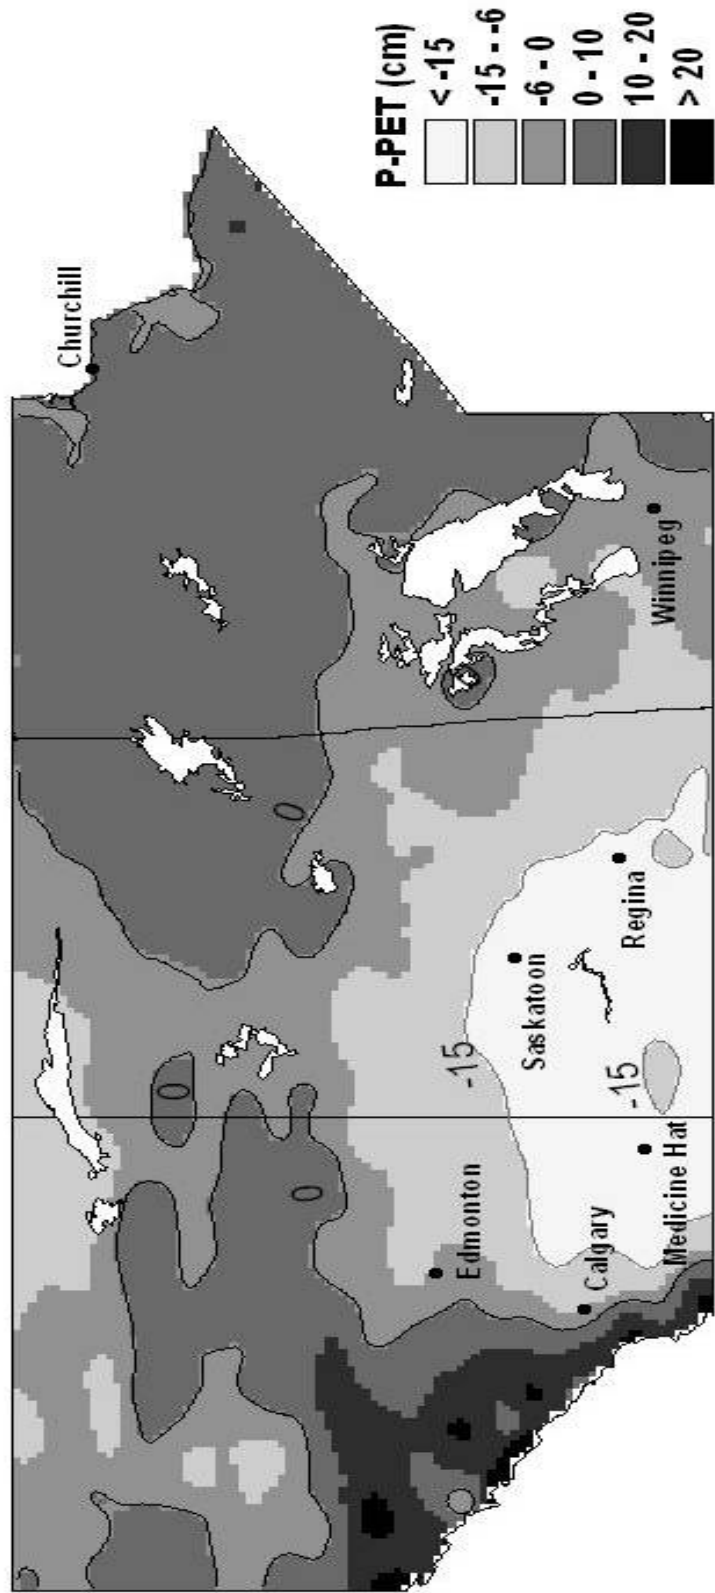 Churchill
0
0
0
-15
-15
Edmonton
Saskatoon
Regina
Winnipeg
Calgary
Medicine Hat
P-PET (cm)
< -15
-15 - -6
-6 - 0
0 - 10
10 - 20
> 20